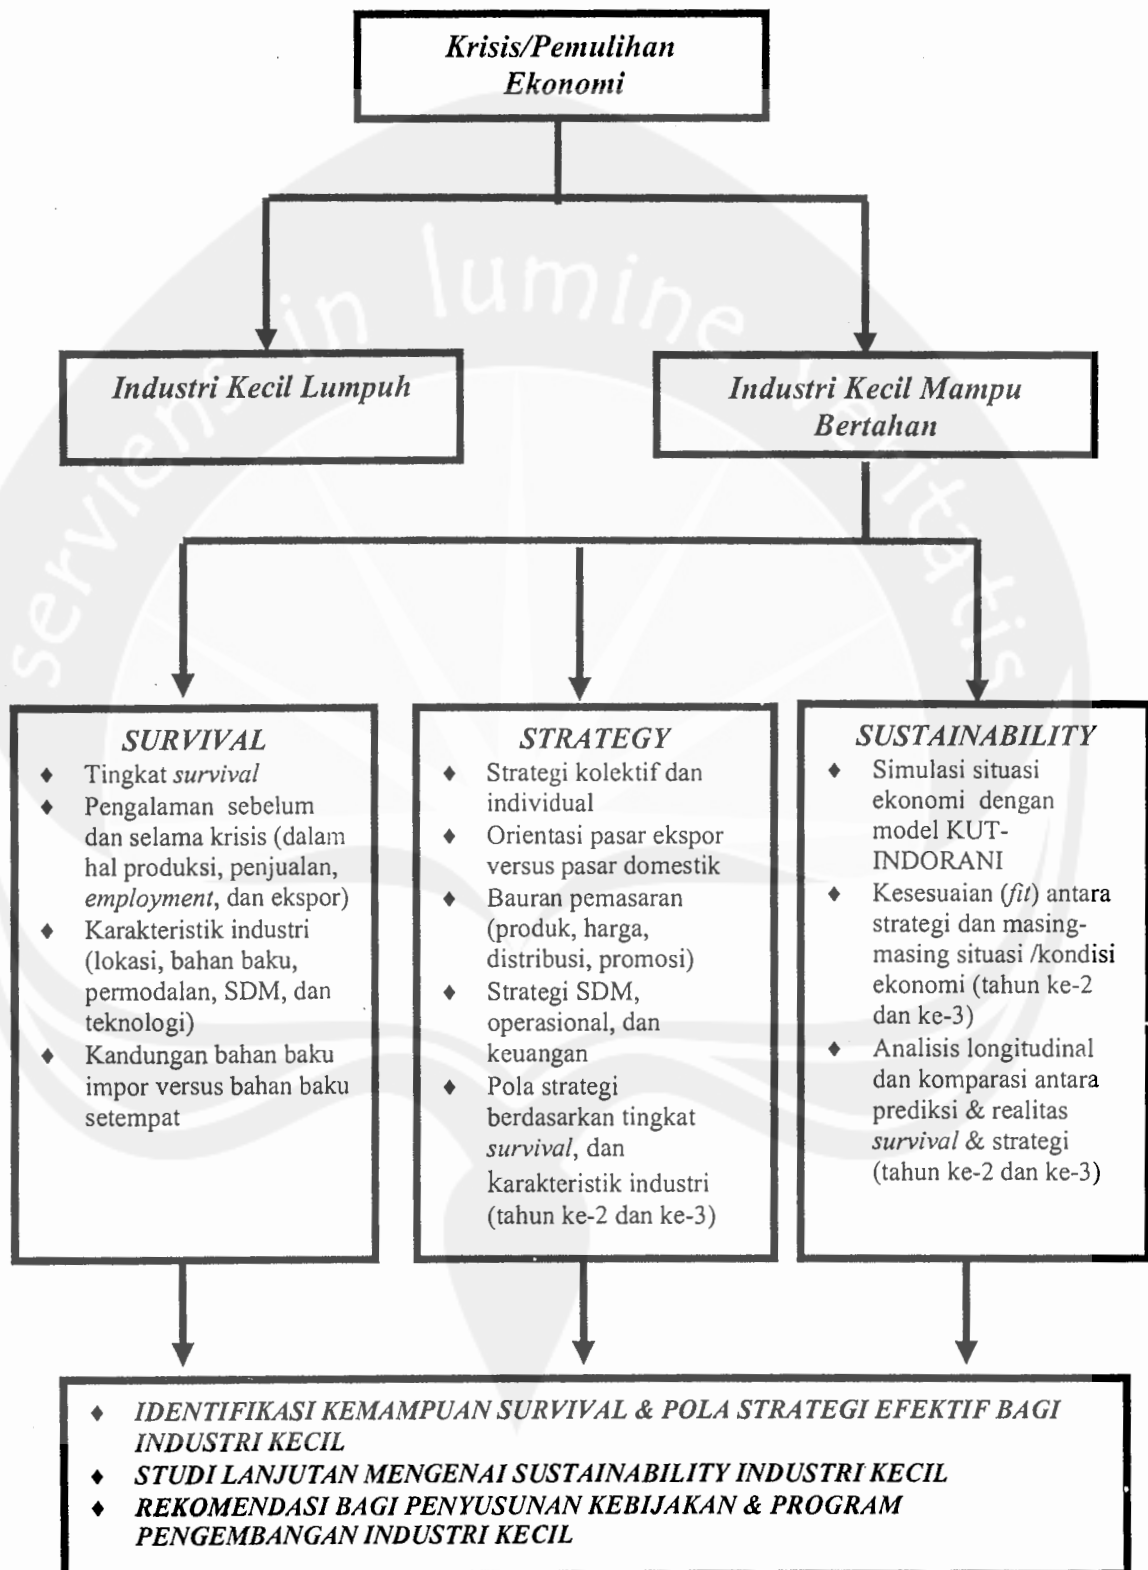 Krisis/Pemulihan
Ekonomi
serviens in lumine veritatis
Industri Kecil Lumpuh
Industri Kecil Mampu
Bertahan
SURVIVAL
♦ Tingkat survival
♦ Pengalaman sebelum
dan selama krisis (dalam
hal produksi, penjualan,
employment, dan ekspor)
♦ Karakteristik industri
(lokasi, bahan baku,
permodalan, SDM, dan
teknologi)
♦ Kandungan bahan baku
impor versus bahan baku
setempat
STRATEGY
♦ Strategi kolektif dan
individual
♦ Orientasi pasar ekspor
versus pasar domestik
♦ Bauran pemasaran
(produk, harga,
distribusi, promosi)
♦ Strategi SDM,
operasional, dan
keuangan
♦ Pola strategi
berdasarkan tingkat
survival, dan
karakteristik industri
(tahun ke-2 dan ke-3)
SUSTAINABILITY
♦ Simulasi situasi
ekonomi dengan
model KUT-
INDORANI
♦ Kesesuaian (fit) antara
strategi dan masing-
masing situasi /kondisi
ekonomi (tahun ke-2
dan ke-3)
♦ Analisis longitudinal
dan komparasi antara
prediksi & realitas
survival & strategi
(tahun ke-2 dan ke-3)
♦ IDENTIFIKASI KEMAMPUAN SURVIVAL & POLA STRATEGI EFEKTIF BAGI
INDUSTRI KECIL
♦ STUDI LANJUTAN MENGENAI SUSTAINABILITY INDUSTRI KECIL
♦ REKOMENDASI BAGI PENYUSUNAN KEBIJAKAN & PROGRAM
PENGEMBANGAN INDUSTRI KECIL